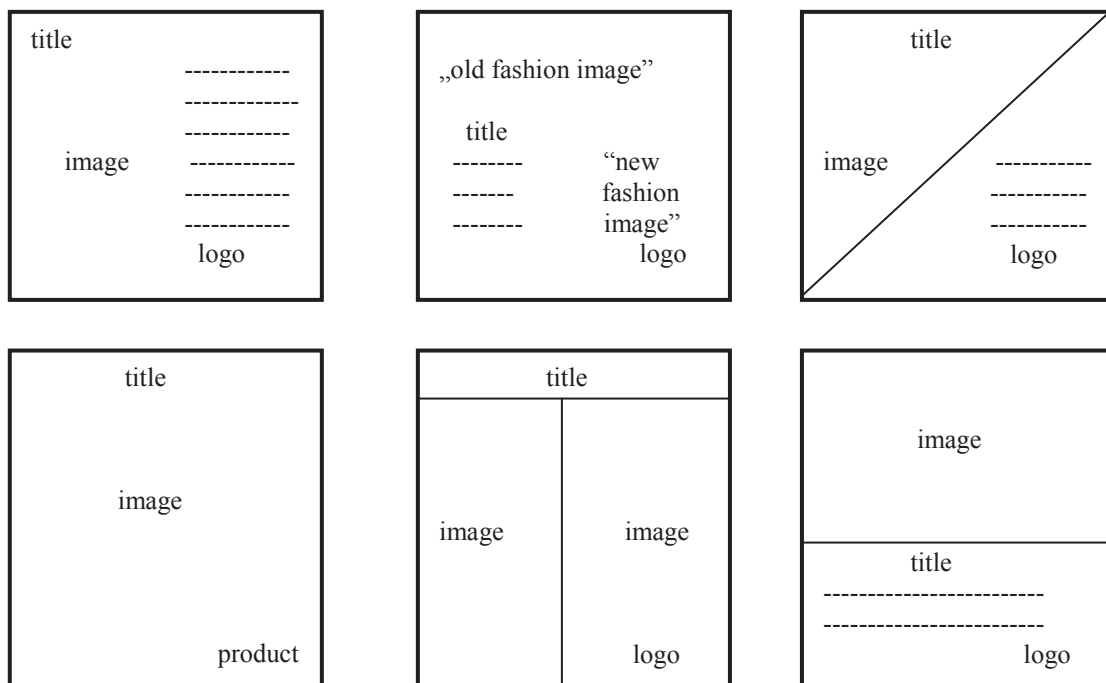 title
------------
-------------
------------
image
------------
------------
------------
logo
„old fashion image”
title
--------
-------
--------
“new
fashion
image”
logo
title
image
-----------
-----------
-----------
logo
title
image
product
title
image
image
logo
image
title
-------------------------
-------------------------
logo